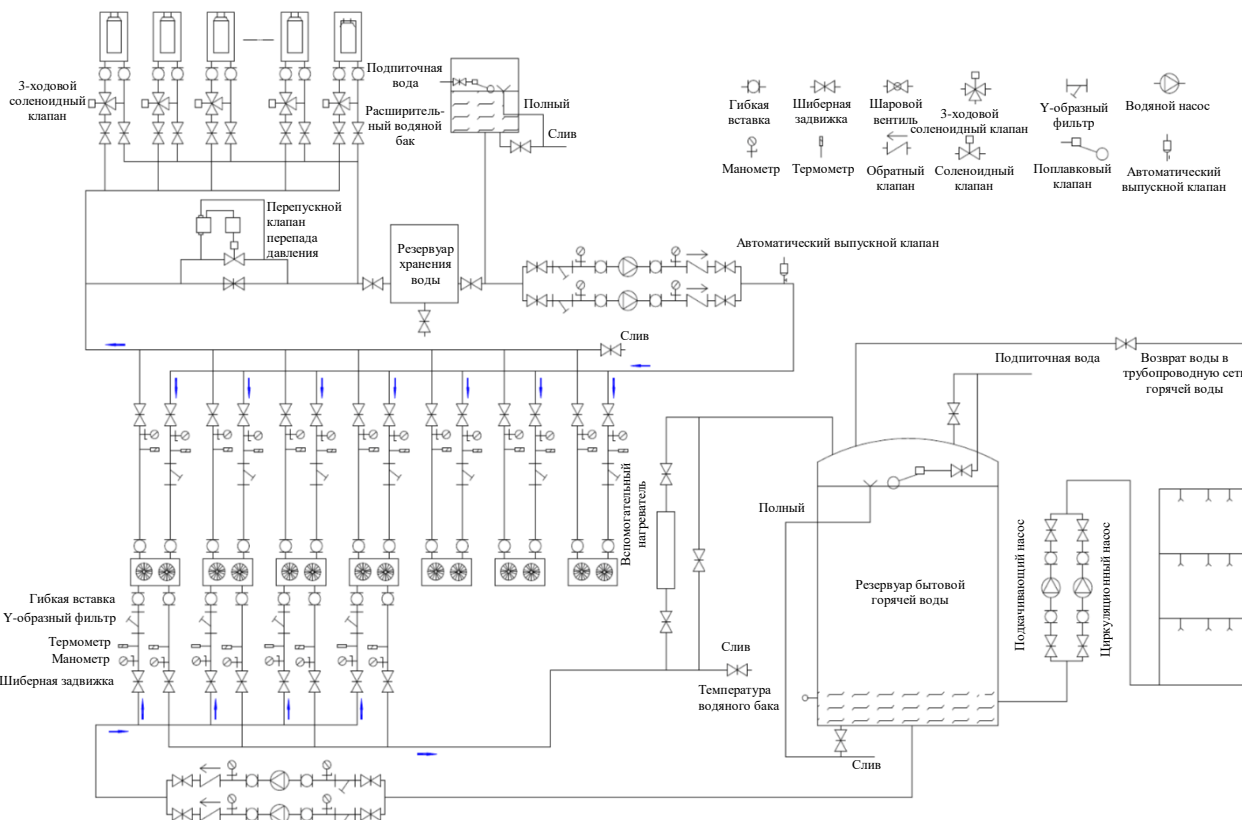 3-ходовой
соленоидный
клапан
Подпиточная
вода
Расширитель-
ный водяной
бак
Полный
Слив
Гибкая
вставка
Шиберная
задвижка
Шаровой
вентиль
3-ходовой
соленоидный клапан
Y-образный
фильтр
Водяной насос
Манометр
Термометр
Обратный
клапан
Соленоидный
клапан
Поплавковый
клапан
Автоматический
выпускной клапан
Перепускной
клапан
перепада
давления
Резервуар
хранения
воды
Автоматический выпускной клапан
Слив
Подпиточная вода
Возврат воды в
трубопроводную сеть
горячей воды
Вспомогательный
нагреватель
Полный
Резервуар бытовой
горячей воды
Подкачивающий насос
Циркуляционный насос
Гибкая вставка
Y-образный фильтр
Термометр
Манометр
Шиберная задвижка
Слив
Температура
водяного бака
Слив